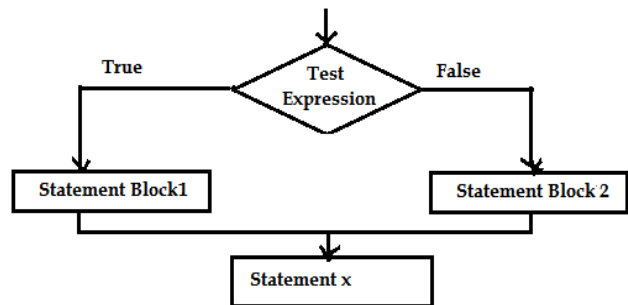 True
Test
Expression
False
Statement Block1
Statement Block 2
Statement x